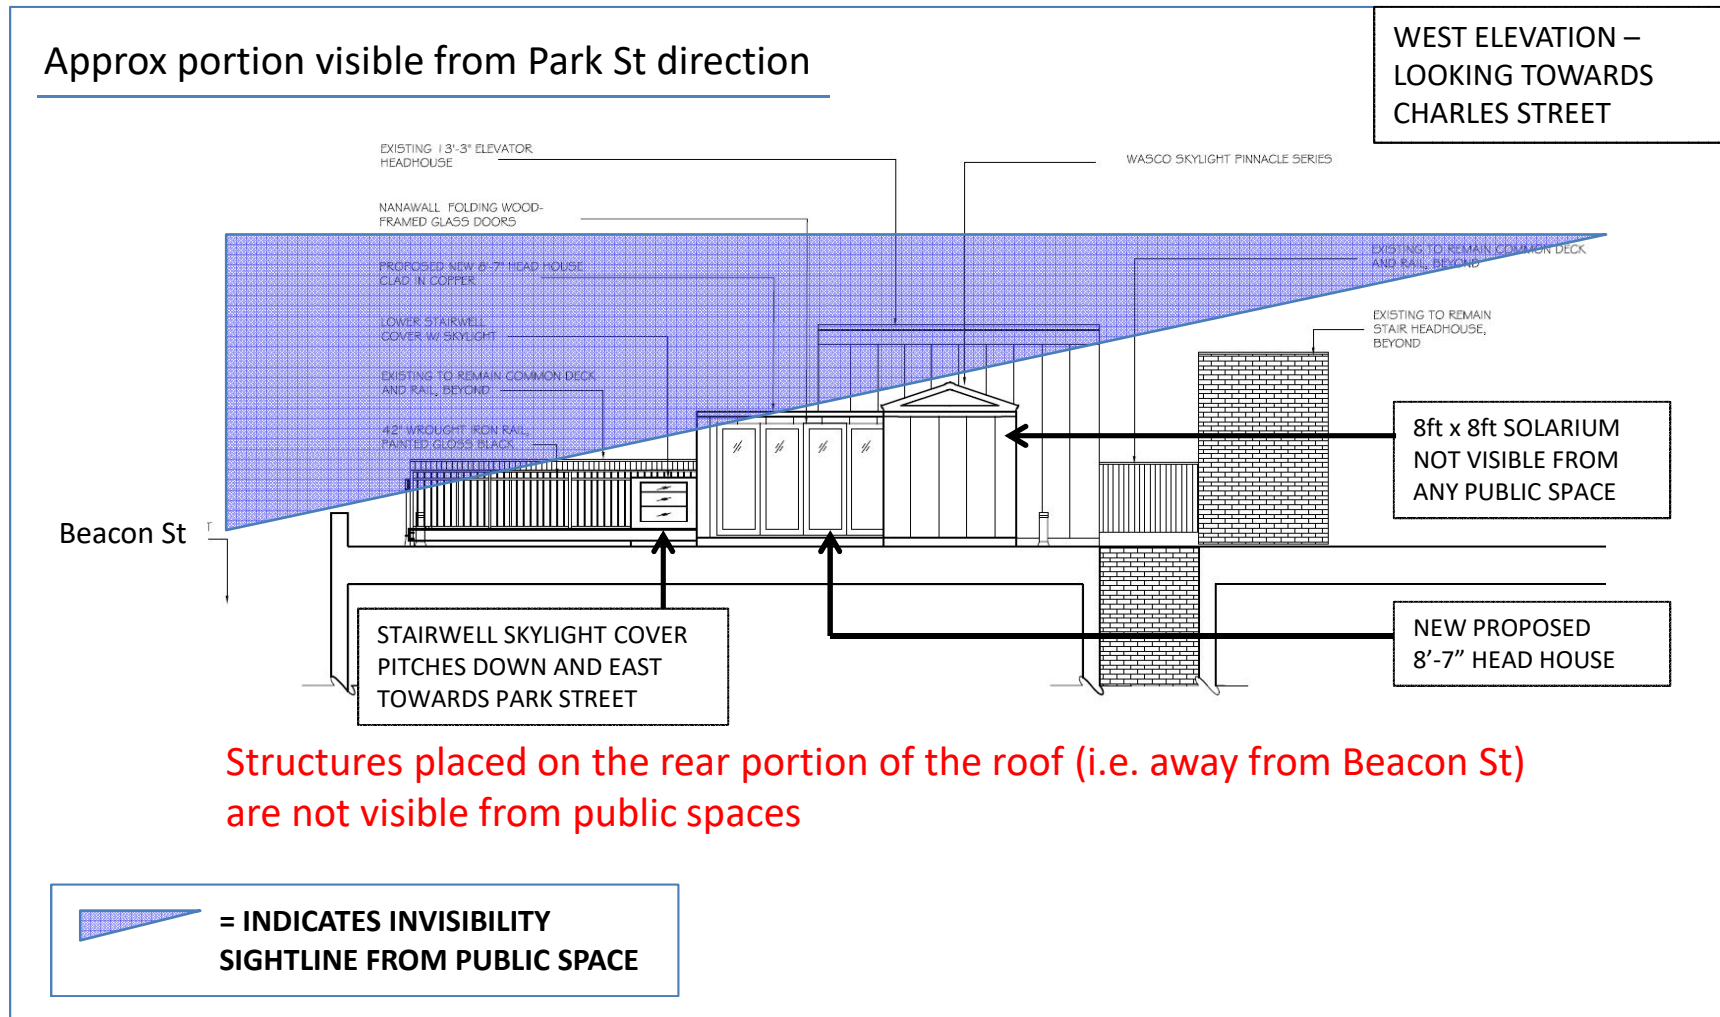 Approx portion visible from Park St direction
WEST ELEVATION –
LOOKING TOWARDS
CHARLES STREET
EXISTING 13'-3" ELEVATOR
HEADHOUSE
WASCO SKYLIGHT PINNACLE SERIES
NANAWALL FOLDING WOOD-
FRAMED GLASS DOORS
PROPOSED NEW 8'-7" HEAD HOUSE
CLAD IN COPPER
EXISTING TO REMAIN COMMON DECK
AND RAIL, BEYOND
LOWER STAIRWELL
COVER W/ SKYLIGHT
EXISTING TO REMAIN
STAIR HEADHOUSE,
BEYOND
EXISTING TO REMAIN COMMON DECK
AND RAIL, BEYOND
42" WROUGHT IRON RAIL,
PAINTED GLOSS BLACK
8ft x 8ft SOLARIUM
NOT VISIBLE FROM
ANY PUBLIC SPACE
Beacon St
STAIRWELL SKYLIGHT COVER
PITCHES DOWN AND EAST
TOWARDS PARK STREET
NEW PROPOSED
8’-7” HEAD HOUSE
Structures placed on the rear portion of the roof (i.e. away from Beacon St)
are not visible from public spaces
= INDICATES INVISIBILITY
SIGHTLINE FROM PUBLIC SPACE